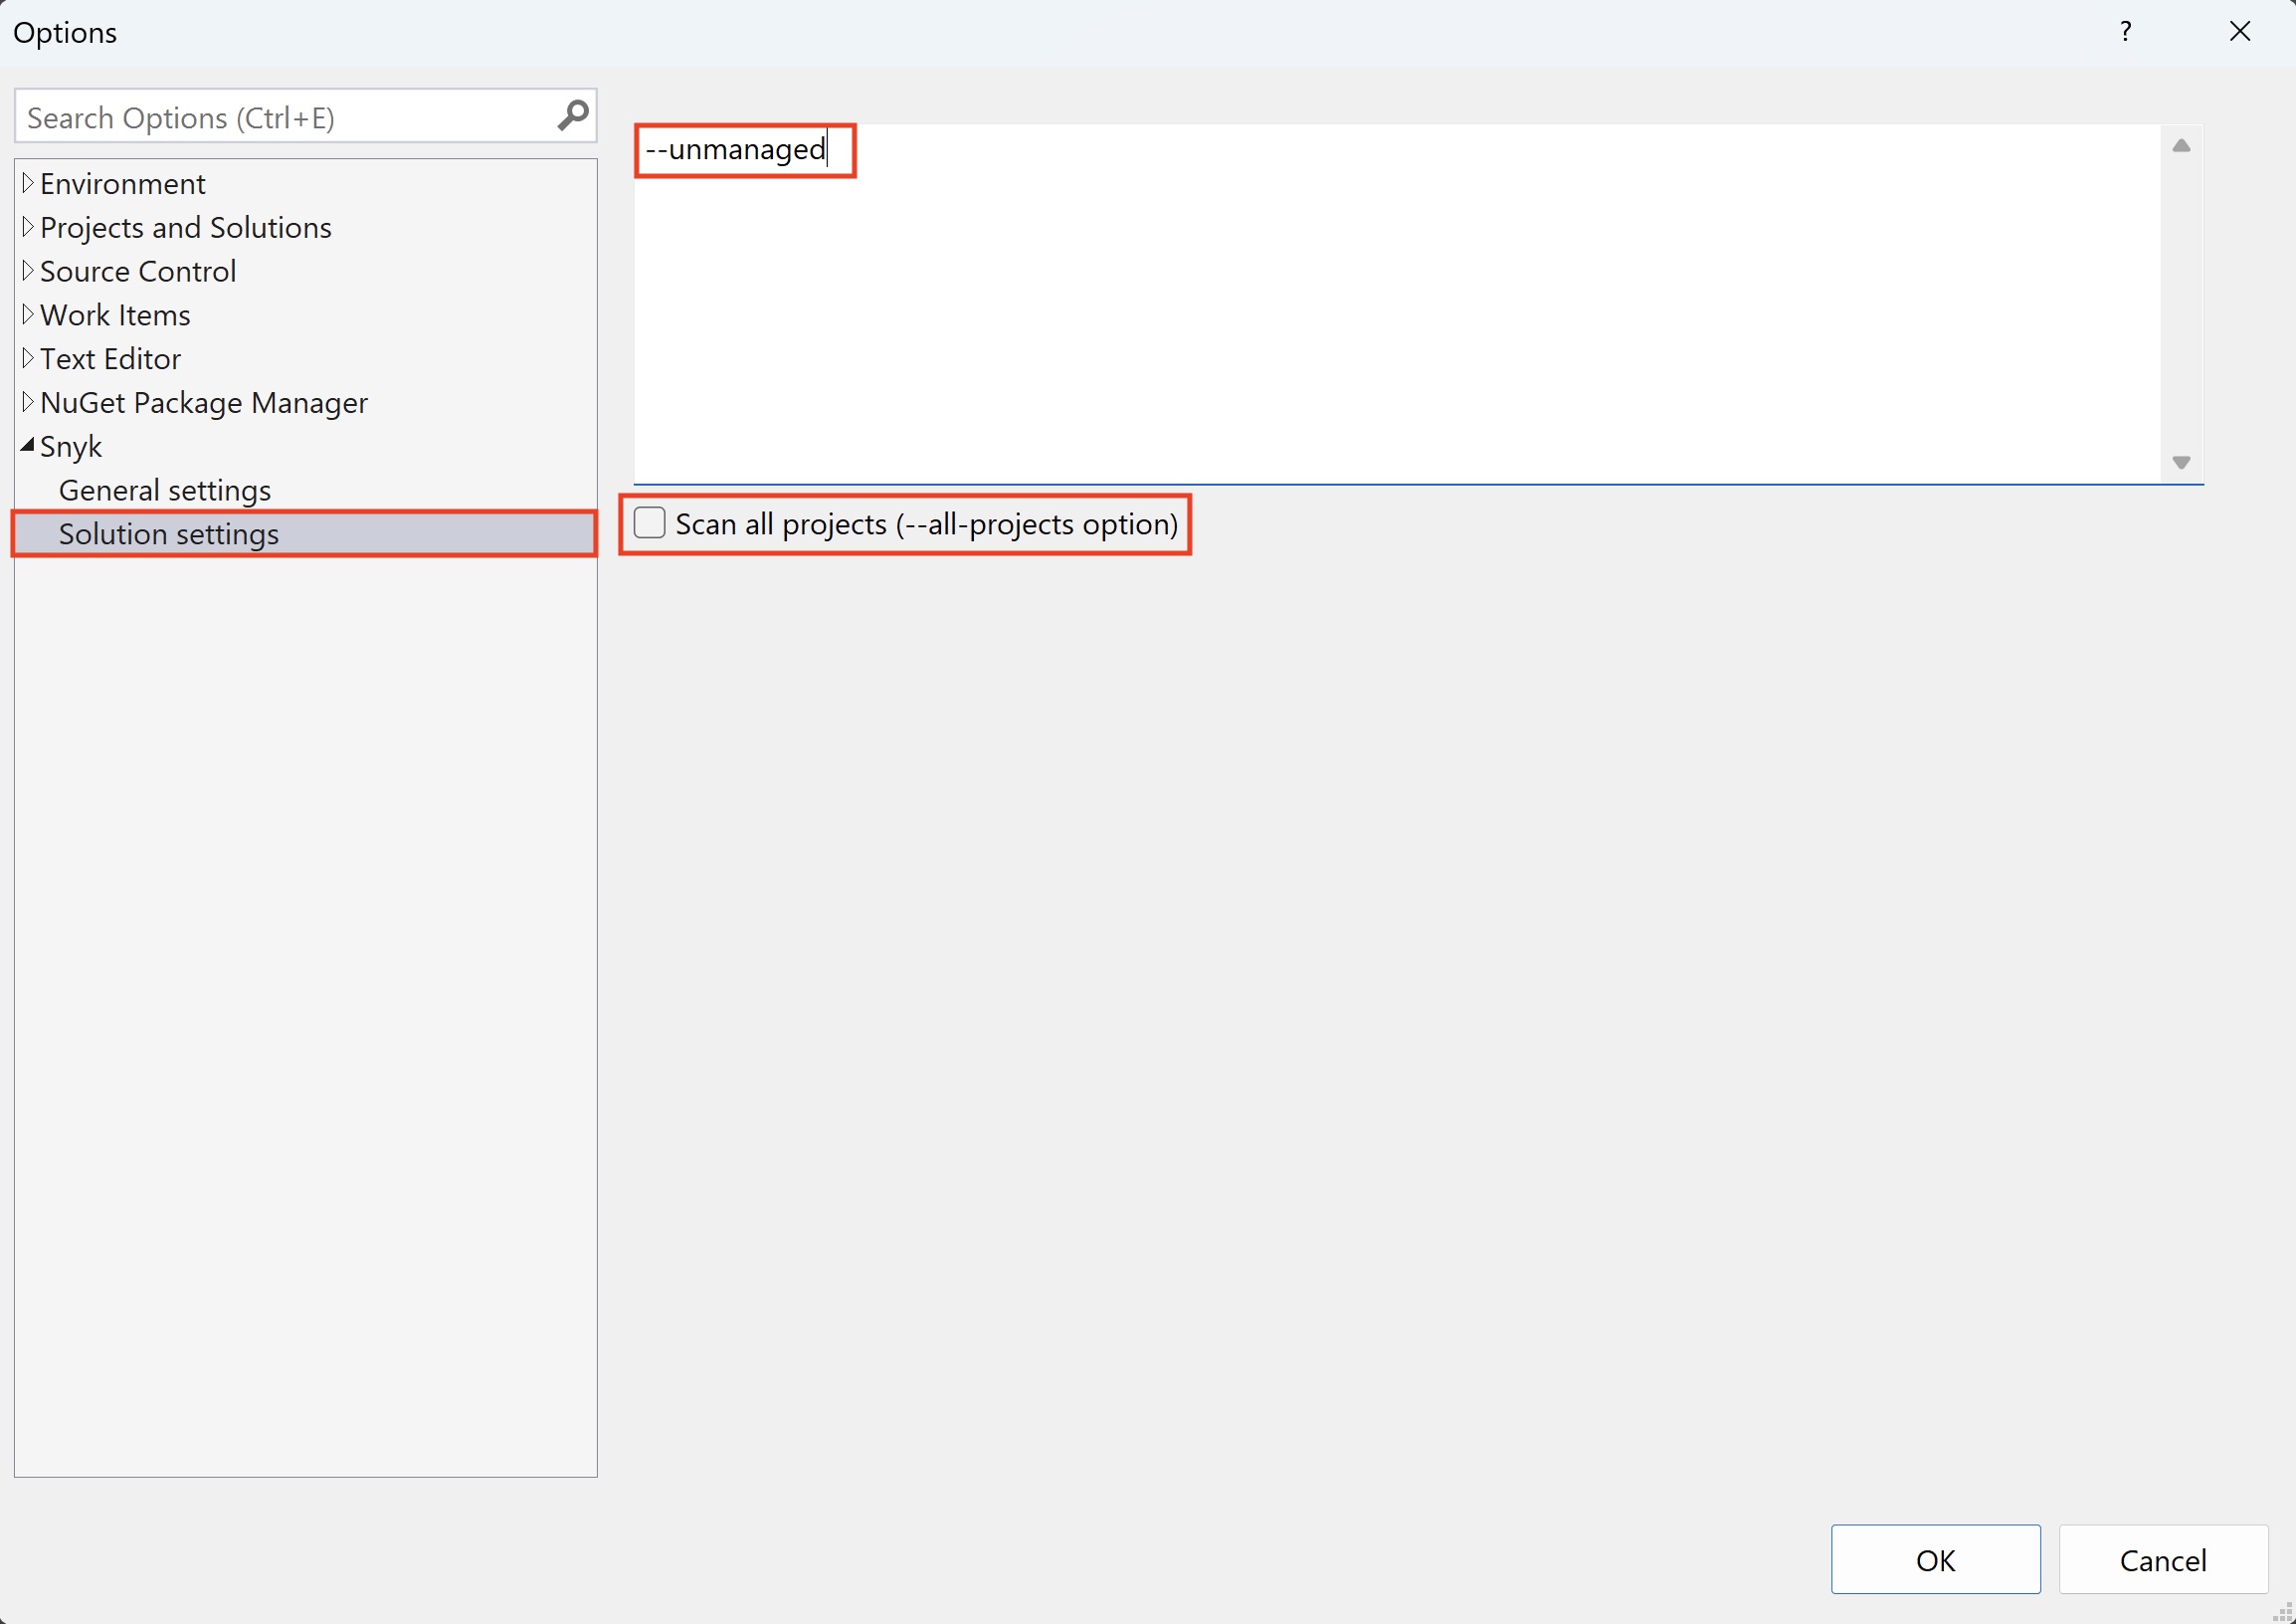 Options
?
Search Options (Ctrl+E)
Environment
Projects and Solutions
Source Control
Work Items
Text Editor
NuGet Package Manager
Snyk
General settings
Solution settings
--unmanaged
Scan all projects (--all-projects option)
OK
Cancel